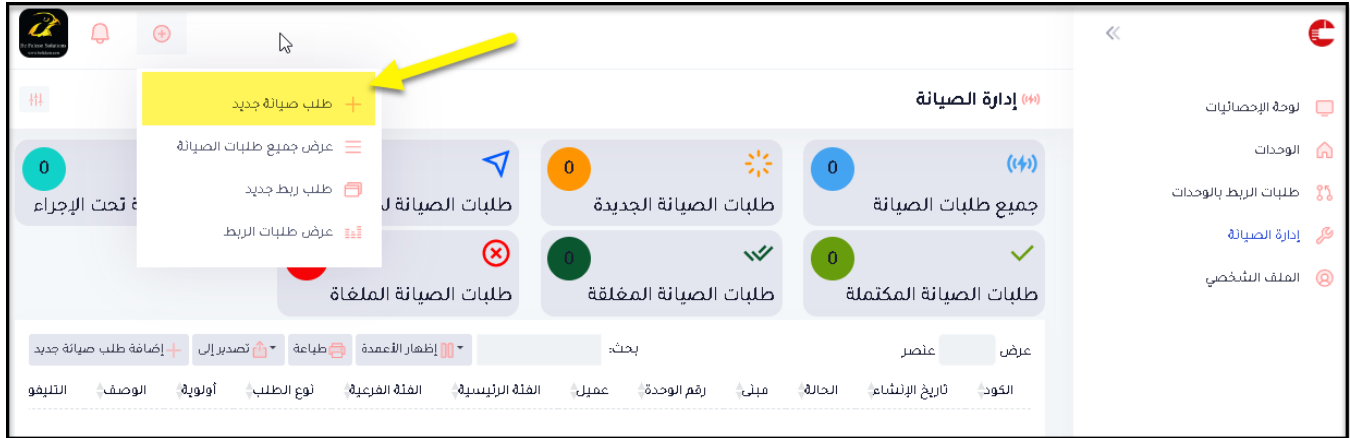 لوحة الإحصائيات
الوحدات
طلبات الربط بالوحدات
إدارة الصيانة
الملف الشخصي
إدارة الصيانة
طلب صيانة جديد
عرض جميع طلبات الصيانة
طلب ربط جديد
عرض طلبات الربط
0
جميع طلبات الصيانة
0
طلبات الصيانة الجديدة
طلبات الصيانة
0
تحت الإجراء
0
طلبات الصيانة المكتملة
0
طلبات الصيانة المغلقة
طلبات الصيانة الملغاة
عرض عنصر بحث: إظهار الأعمدة طباعة تصدير إلى إضافة طلب صيانة جديد
الكود تاريخ الإنشاء الحالة مبنى رقم الوحدة عميل الفئة الرئيسية الفئة الفرعية نوع الطلب أولوية الوصف التليفو